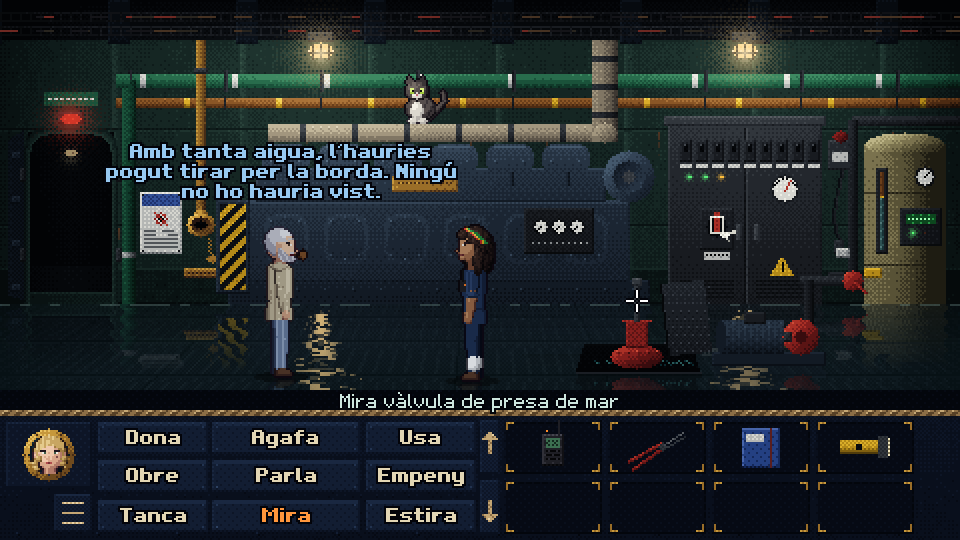 Amb tanta aigua, l'hauries
pogut tirar per la borda. Ningú
no ho hauria vist.
Mira vàlvula de presa de mar
Dona
Agafa
Usa
Obre
Parla
Empeny
Tanca
Mira
Estira